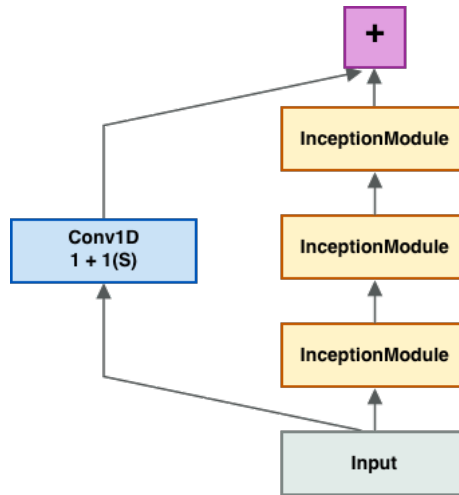 +
InceptionModule
Conv1D
1 + 1(S)
InceptionModule
InceptionModule
Input